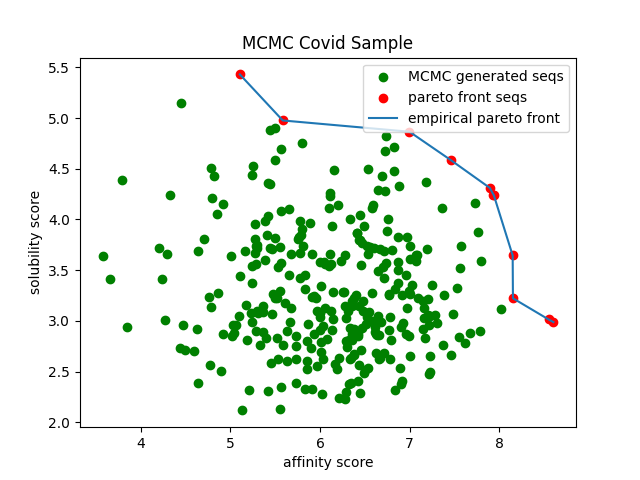 MCMC Covid Sample
MCMC generated seqs
pareto front seqs
empirical pareto front
solubility score
5.5
5.0
4.5
4.0
3.5
3.0
2.5
2.0
4 5 6 7 8
affinity score